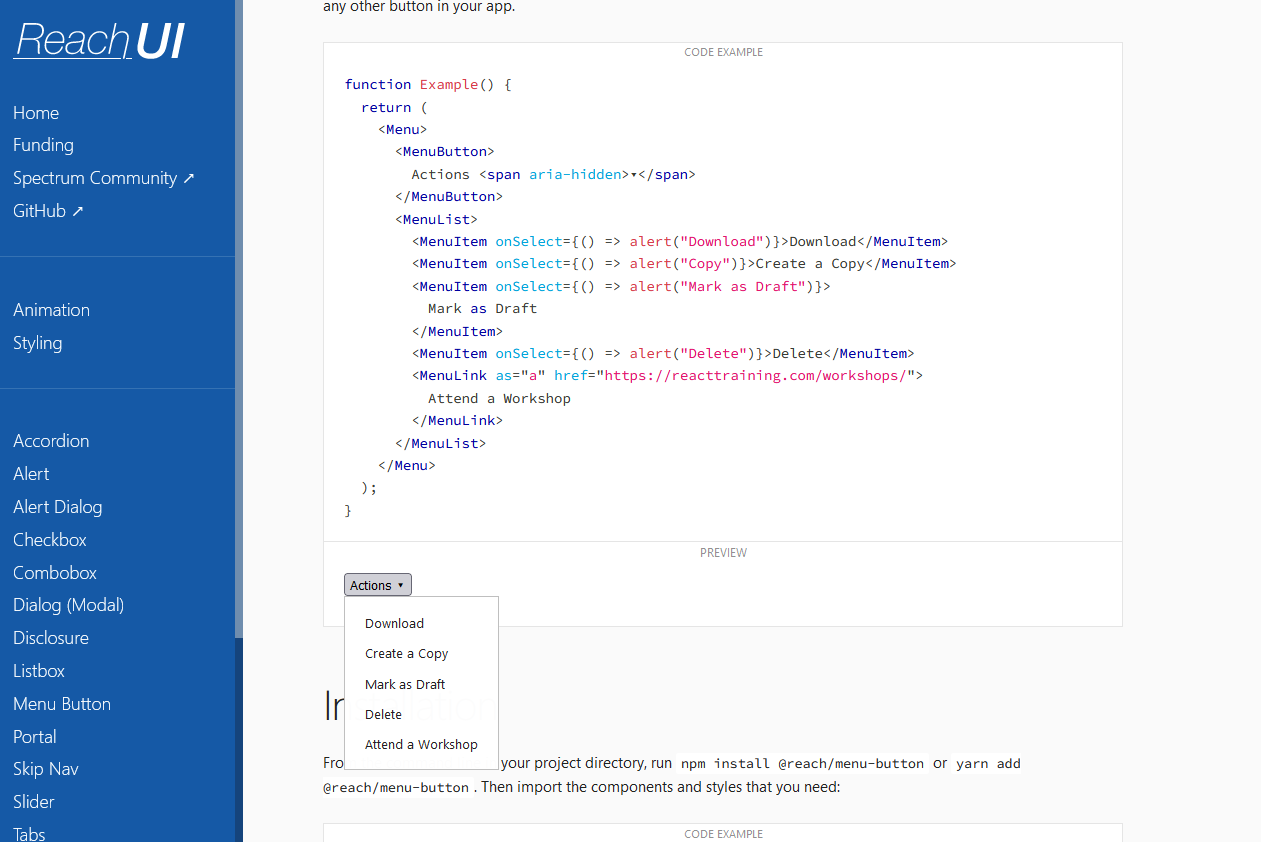 Reach UI
Home
Funding
Spectrum Community ↗
GitHub ↗
Animation
Styling
Accordion
Alert
Alert Dialog
Checkbox
Combobox
Dialog (Modal)
Disclosure
Listbox
Menu Button
Portal
Skip Nav
Slider
Tabs
any other button in your app.
CODE EXAMPLE
function Example() {
  return (
    <Menu>
      <MenuButton>
        Actions <span aria-hidden>▾</span>
      </MenuButton>
      <MenuList>
        <MenuItem onSelect={() => alert("Download")}>Download</MenuItem>
        <MenuItem onSelect={() => alert("Copy")}>Create a Copy</MenuItem>
        <MenuItem onSelect={() => alert("Mark as Draft")}>
          Mark as Draft
        </MenuItem>
        <MenuItem onSelect={() => alert("Delete")}>Delete</MenuItem>
        <MenuLink as="a" href="https://reacttraining.com/workshops/">
          Attend a Workshop
        </MenuLink>
      </MenuList>
    </Menu>
  );
}
PREVIEW
Actions ▾
Download
Create a Copy
Mark as Draft
Delete
Attend a Workshop
your project directory, run npm install @reach/menu-button or yarn add
@reach/menu-button. Then import the components and styles that you need:
CODE EXAMPLE